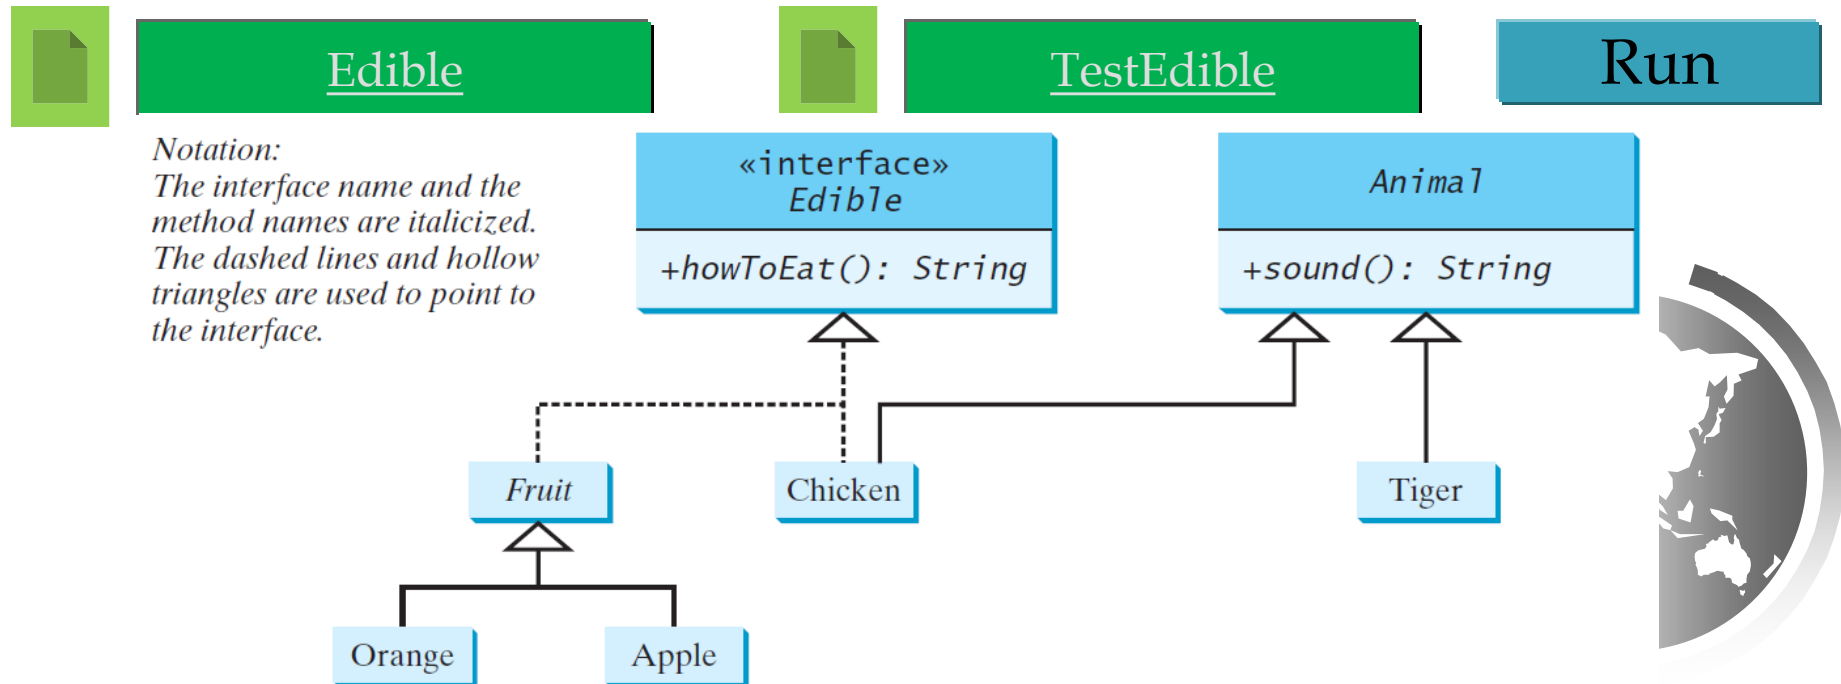 Edible
TestEdible
Run
Notation:
The interface name and the
method names are italicized.
The dashed lines and hollow
triangles are used to point to
the interface.
«interface»
Edible
+howToEat(): String
Animal
+sound(): String
Fruit
Chicken
Tiger
Orange
Apple